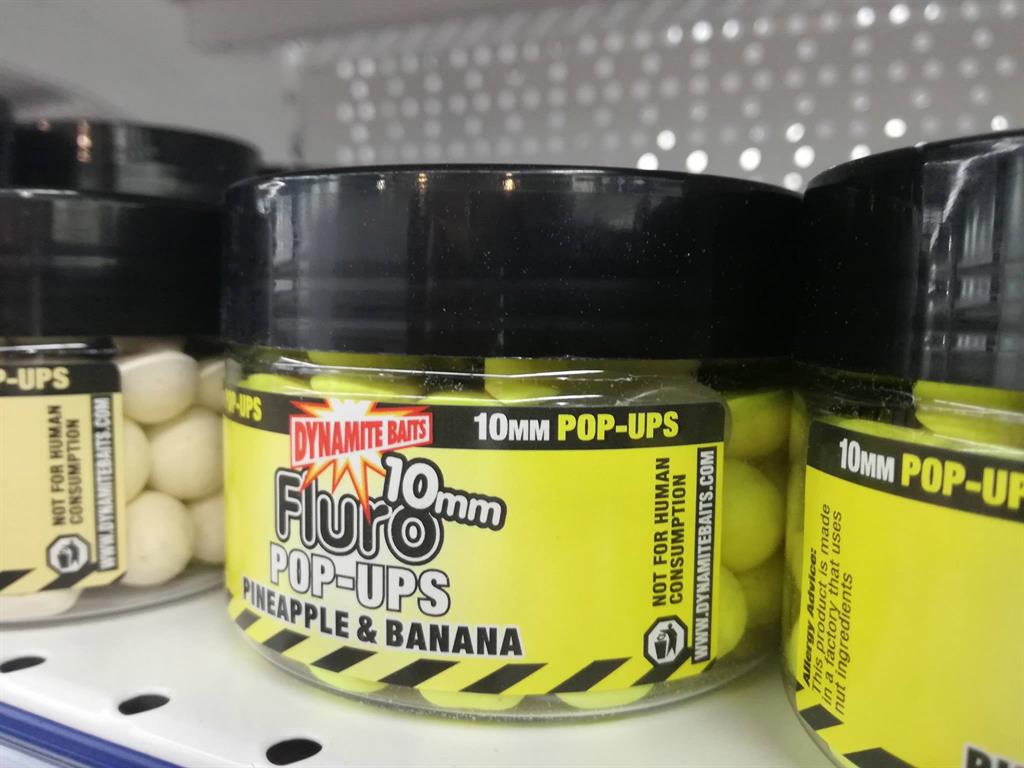 P-UPS
NOT FOR HUMAN
CONSUMPTION
WWW.DYNAMITEBAITS.COM
P-UPS
DYNAMITE BAITS
10MM POP-UPS
Fluro 10mm
POP-UPS
PINEAPPLE & BANANA
NOT FOR HUMAN
CONSUMPTION
WWW.DYNAMITEBAITS.COM
10MM POP-UP
Allergy Advice:
This product is made
in a factory that uses
nut ingredients